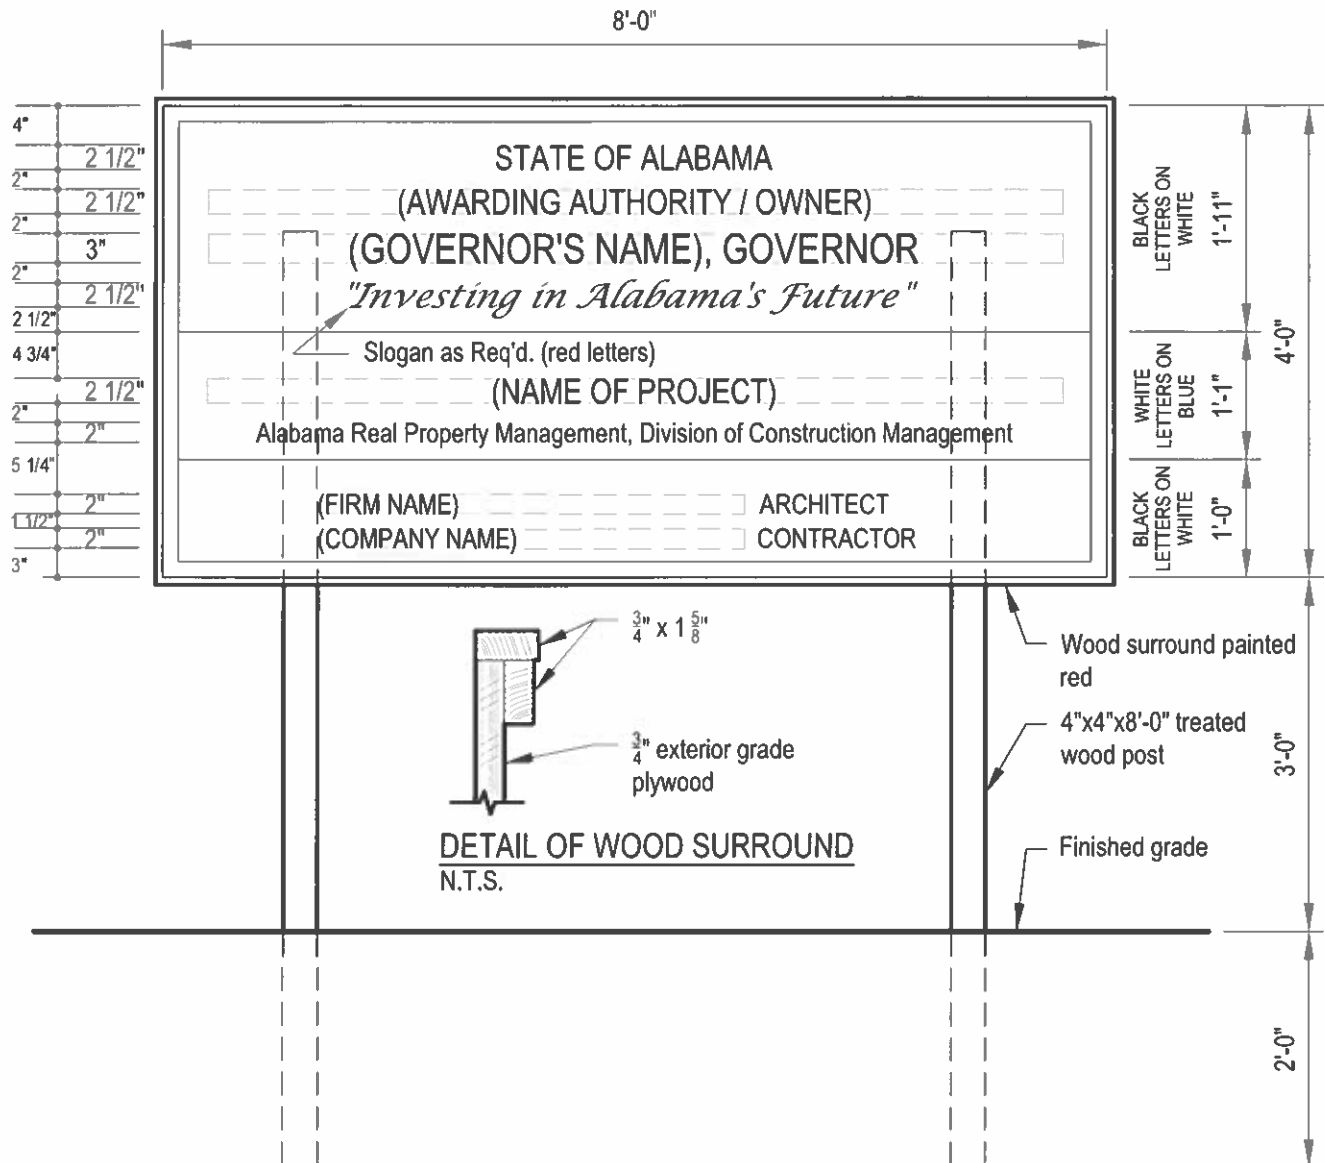 8'-0"
4"
2 1/2"
2"
2 1/2"
2"
3"
2"
2 1/2"
2 1/2"
4 3/4"
2 1/2"
2"
2"
5 1/4"
2"
1 1/2"
2"
3"
STATE OF ALABAMA
(AWARDING AUTHORITY / OWNER)
(GOVERNOR'S NAME), GOVERNOR
"Investing in Alabama's Future"
Slogan as Req'd. (red letters)
(NAME OF PROJECT)
Alabama Real Property Management, Division of Construction Management
(FIRM NAME) ARCHITECT
(COMPANY NAME) CONTRACTOR
BLACK
LETTERS ON
WHITE
1'-11"
WHITE
LETTERS ON
BLUE
1'-1"
BLACK
LETTERS ON
WHITE
1'-0"
4'-0"
3/4" x 1 5/8"
3/4" exterior grade
plywood
DETAIL OF WOOD SURROUND
N.T.S.
Wood surround painted
red
4"x4"x8'-0" treated
wood post
Finished grade
3'-0"
2'-0"